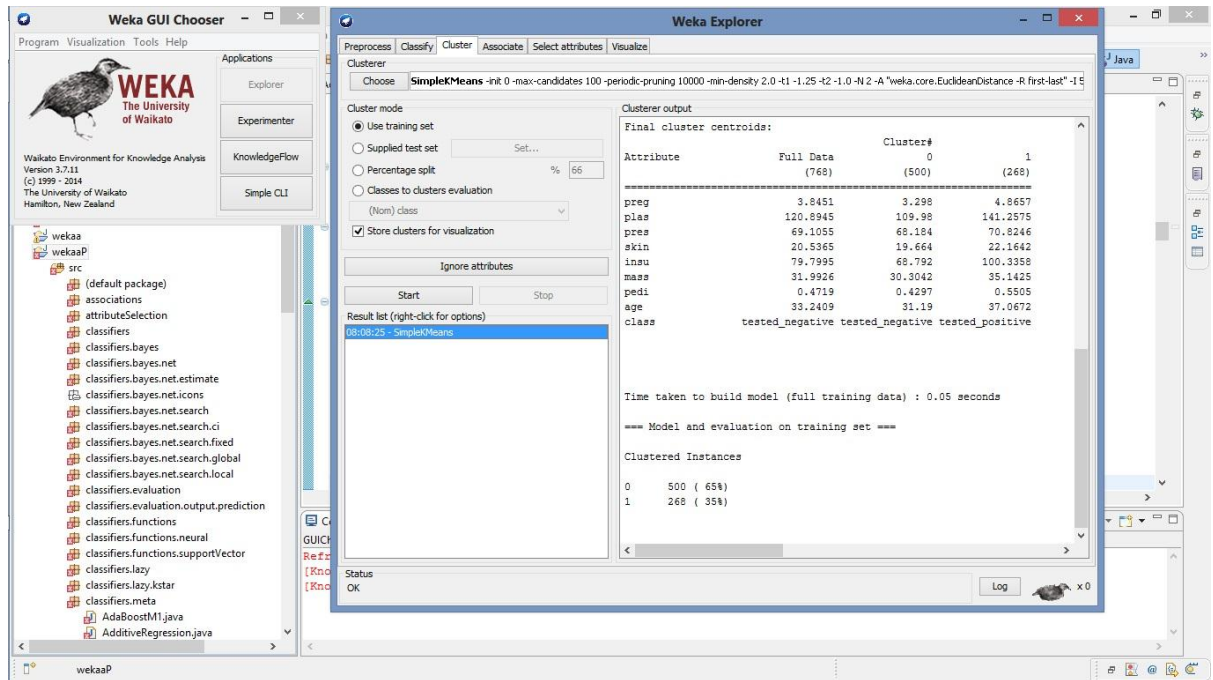 Weka GUI Chooser
Program Visualization Tools Help
WEKA
The University
of Waikato
Waikato Environment for Knowledge Analysis
Version 3.7.11
(c) 1999 - 2014
The University of Waikato
Hamilton, New Zealand
Applications
Explorer
Experimenter
KnowledgeFlow
Simple CLI
Weka Explorer
Preprocess Classify Cluster Associate Select attributes Visualize
Clusterer
Choose SimpleKMeans -init 0 -max-candidates 100 -periodic-pruning 10000 -min-density 2.0 -t1 -1.25 -t2 -1.0 -N 2 -A "weka.core.EuclideanDistance -R first-last" -I 5
Cluster mode
Use training set
Supplied test set Set...
Percentage split % 66
Classes to clusters evaluation
(Nom) class
Store clusters for visualization
Ignore attributes
Start Stop
Result list (right-click for options)
08:08:25 - SimpleKMeans
Clusterer output
Final cluster centroids:
Cluster#
Attribute Full Data 0 1
(768) (500) (268)
==================================================================
preg 3.8451 3.298 4.8657
plas 120.8945 109.98 141.2575
pres 69.1055 68.184 70.8246
skin 20.5365 19.664 22.1642
insu 79.7995 68.792 100.3358
mass 31.9926 30.3042 35.1425
pedi 0.4719 0.4297 0.5505
age 33.2409 31.19 37.0672
class tested_negative tested_negative tested_positive
Time taken to build model (full training data) : 0.05 seconds
=== Model and evaluation on training set ===
Clustered Instances
0 500 ( 65%)
1 268 ( 35%)
Status
OK
Log x 0
Java
wekaa
wekaaP
src
(default package)
associations
attributeSelection
classifiers
classifiers.bayes
classifiers.bayes.net
classifiers.bayes.net.estimate
classifiers.bayes.net.icons
classifiers.bayes.net.search
classifiers.bayes.net.search.ci
classifiers.bayes.net.search.fixed
classifiers.bayes.net.search.global
classifiers.bayes.net.search.local
classifiers.evaluation
classifiers.evaluation.output.prediction
classifiers.functions
classifiers.functions.neural
classifiers.functions.supportVector
classifiers.lazy
classifiers.lazy.kstar
classifiers.meta
AdaBoostM1.java
AdditiveRegression.java
GUICH
Refr
[Kno
[Kno
wekaaP